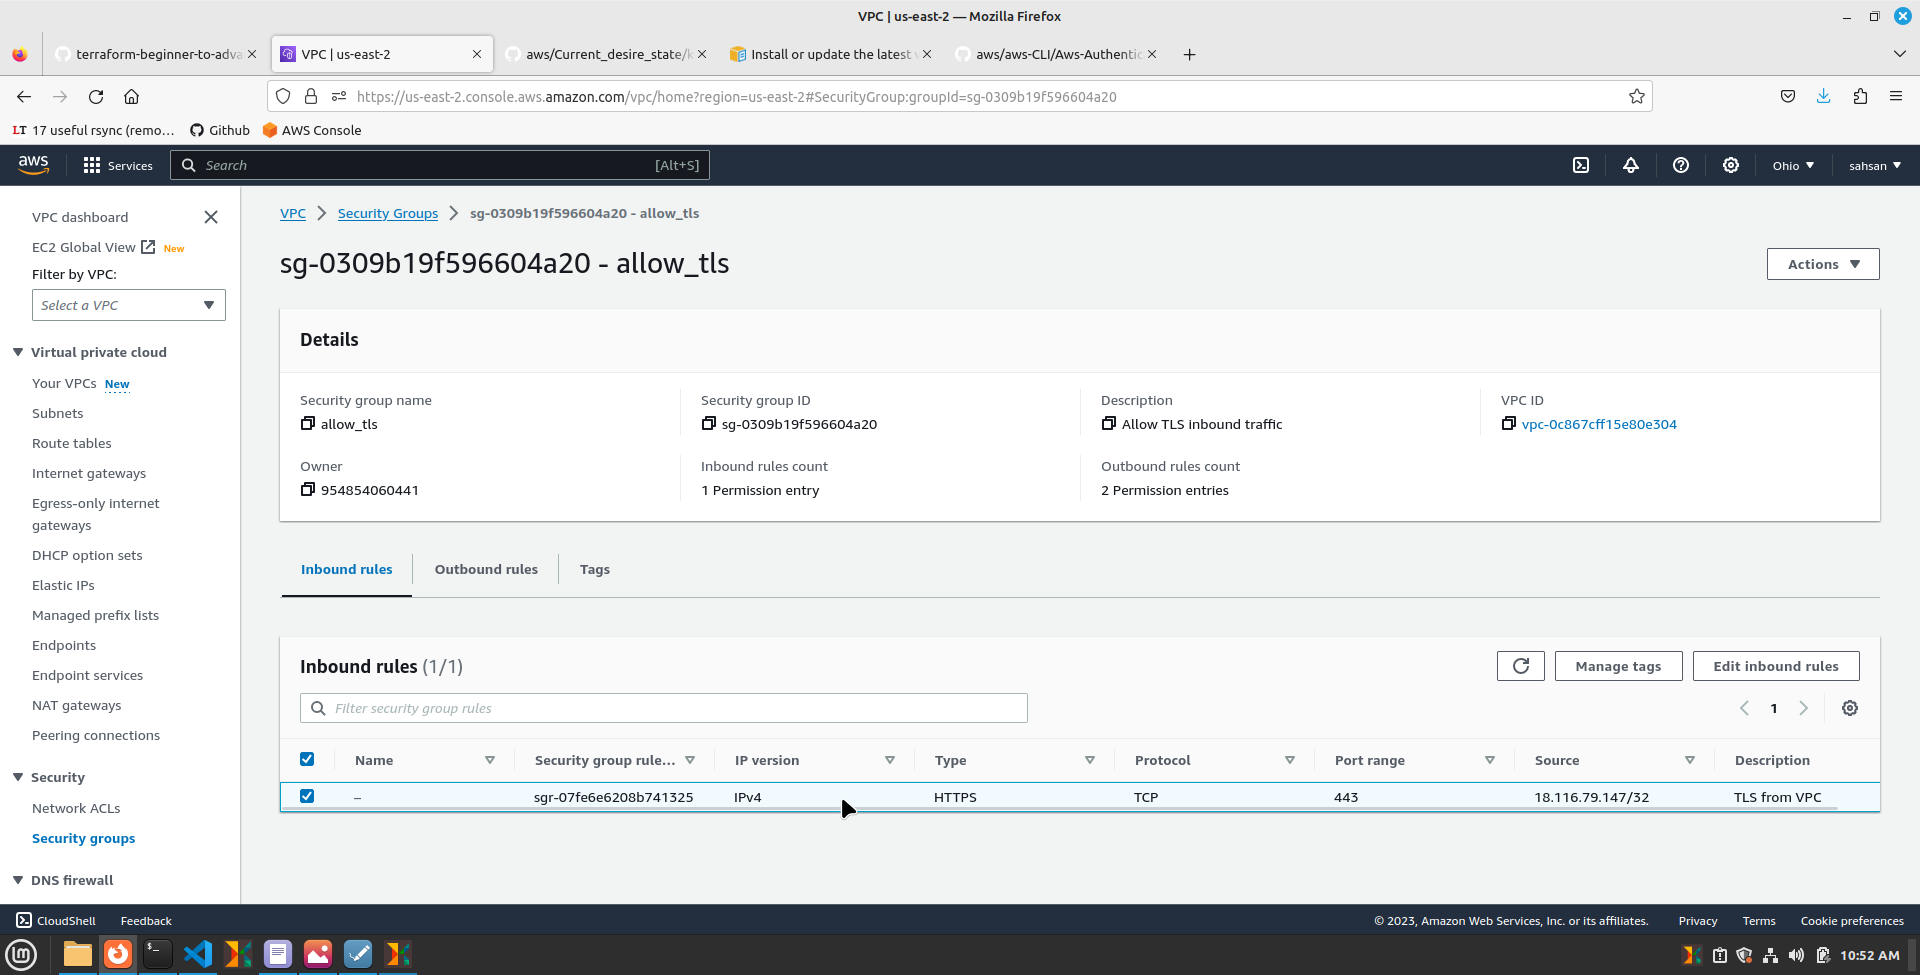 VPC | us-east-2 — Mozilla Firefox
terraform-beginner-to-adva
VPC | us-east-2
aws/Current_desire_state/
Install or update the latest
aws/aws-CLI/Aws-Authentic
https://us-east-2.console.aws.amazon.com/vpc/home?region=us-east-2#SecurityGroup:groupId=sg-0309b19f596604a20
LT 17 useful rsync (remo…
Github
AWS Console
aws
Services
Search
[Alt+S]
Ohio
sahsan
VPC dashboard
EC2 Global View
New
Filter by VPC:
Select a VPC
Virtual private cloud
Your VPCs New
Subnets
Route tables
Internet gateways
Egress-only internet
gateways
DHCP option sets
Elastic IPs
Managed prefix lists
Endpoints
Endpoint services
NAT gateways
Peering connections
Security
Network ACLs
Security groups
DNS firewall
VPC
Security Groups
sg-0309b19f596604a20 - allow_tls
sg-0309b19f596604a20 - allow_tls
Actions
Details
Security group name
allow_tls
Security group ID
sg-0309b19f596604a20
Description
Allow TLS inbound traffic
VPC ID
vpc-0c867cff15e80e304
Owner
954854060441
Inbound rules count
1 Permission entry
Outbound rules count
2 Permission entries
Inbound rules
Outbound rules
Tags
Inbound rules (1/1)
Manage tags
Edit inbound rules
Filter security group rules
1
Name
Security group rule...
IP version
Type
Protocol
Port range
Source
Description
–
sgr-07fe6e6208b741325
IPv4
HTTPS
TCP
443
18.116.79.147/32
TLS from VPC
CloudShell
Feedback
© 2023, Amazon Web Services, Inc. or its affiliates.
Privacy
Terms
Cookie preferences
10:52 AM